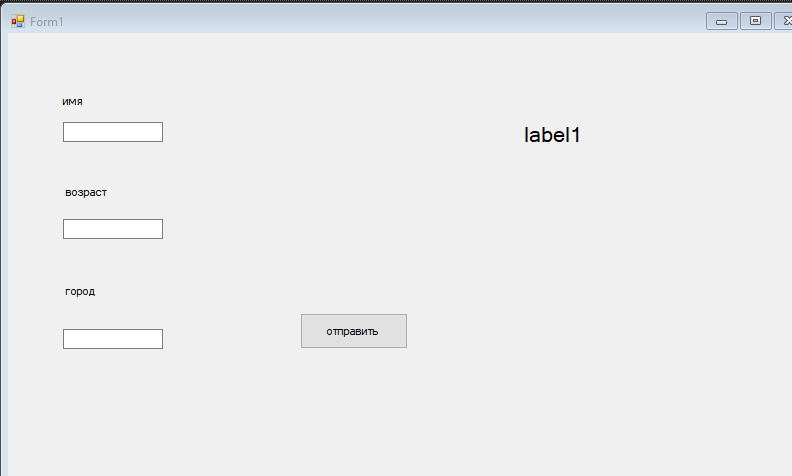 Form1
имя
label1
возраст
город
отправить